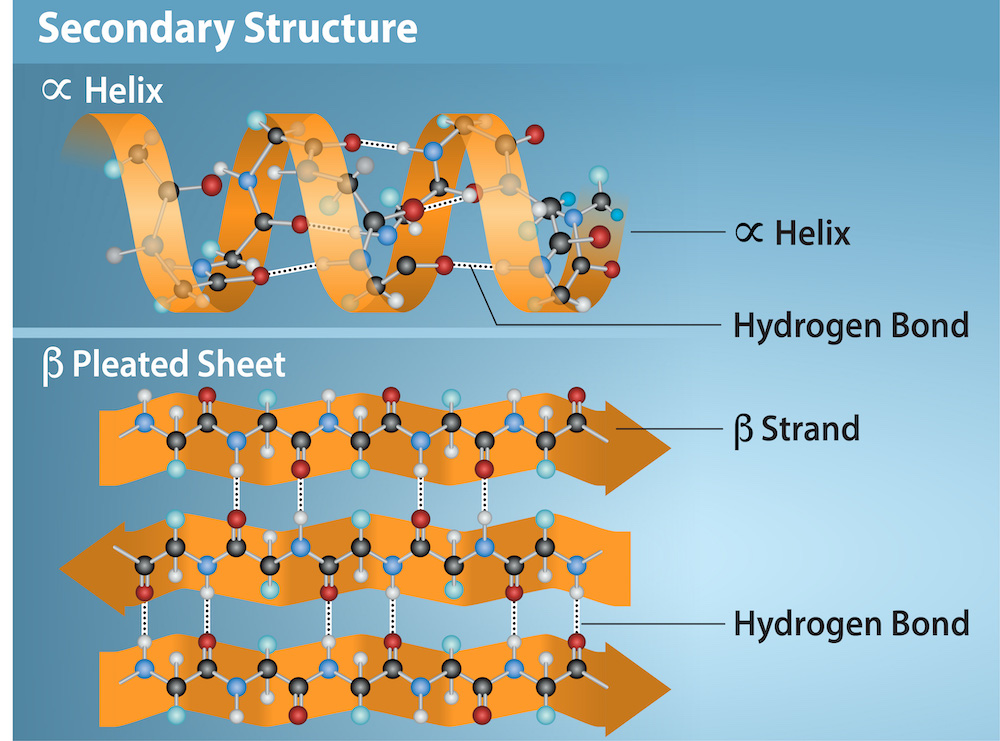 Secondary Structure
∝ Helix
∝ Helix
Hydrogen Bond
β Pleated Sheet
β Strand
Hydrogen Bond